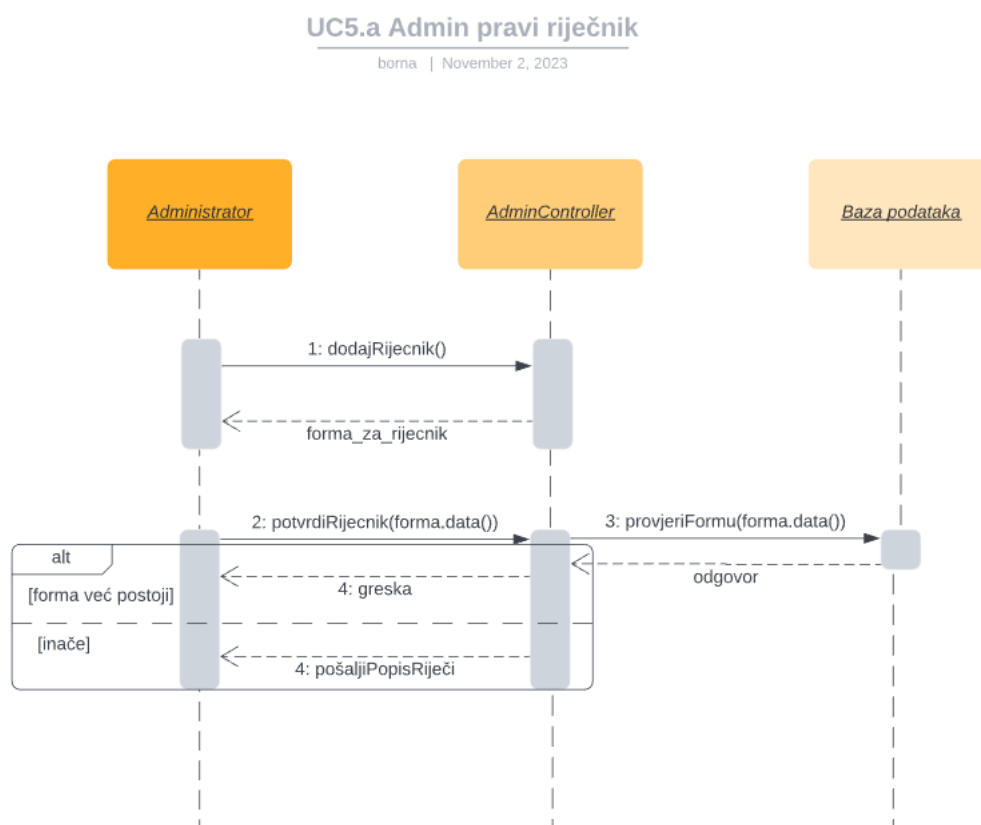 UC5.a Admin pravi riječnik
borna | November 2, 2023
Administrator
AdminController
Baza podataka
1: dodajRijecnik()
forma_za_rijecnik
2: potvrdiRijecnik(forma.data())
3: provjeriFormu(forma.data())
alt
odgovor
[forma već postoji]
4: greska
[inače]
4: pošaljiPopisRiječi